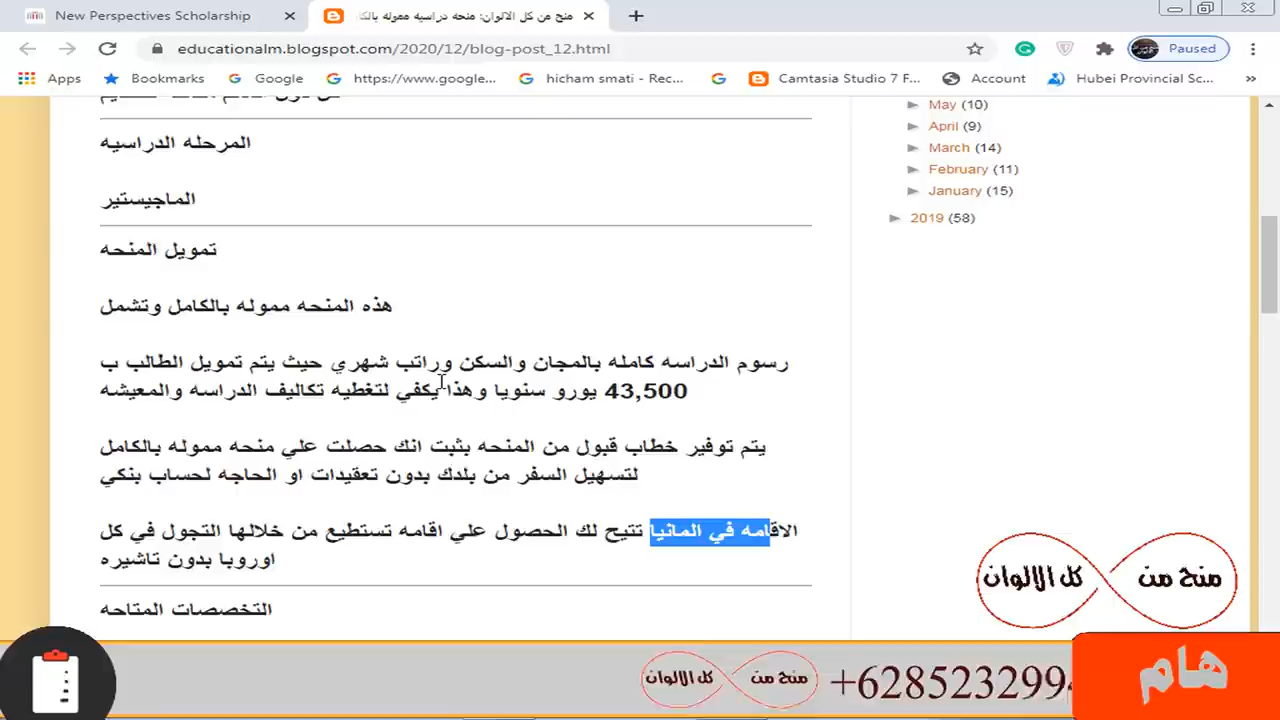 New Perspectives Scholarship
منح من كل الالوان: منحه دراسيه مموله بالكا
educationalm.blogspot.com/2020/12/blog-post_12.html
Paused
Apps
Bookmarks
Google
https://www.google...
hicham smati - Rec...
Camtasia Studio 7 F...
Account
Hubei Provincial Sc...
»
المرحله الدراسيه
الماجيستير
تمويل المنحه
هذه المنحه مموله بالكامل وتشمل
رسوم الدراسه كامله بالمجان والسكن وراتب شهري حيث يتم تمويل الطالب ب
43,500 يورو سنويا وهذا يكفي لتغطيه تكاليف الدراسه والمعيشه
يتم توفير خطاب قبول من المنحه بثبت انك حصلت علي منحه مموله بالكامل
لتسهيل السفر من بلدك بدون تعقيدات او الحاجه لحساب بنكي
الاقامه في المانيا تتيح لك الحصول علي اقامه تستطيع من خلالها التجول في كل
اوروبا بدون تاشيره
التخصصات المتاحه
May (10)
April (9)
March (14)
February (11)
January (15)
2019 (58)
منح من كل الالوان
منح من كل الالوان
+628523299
هام